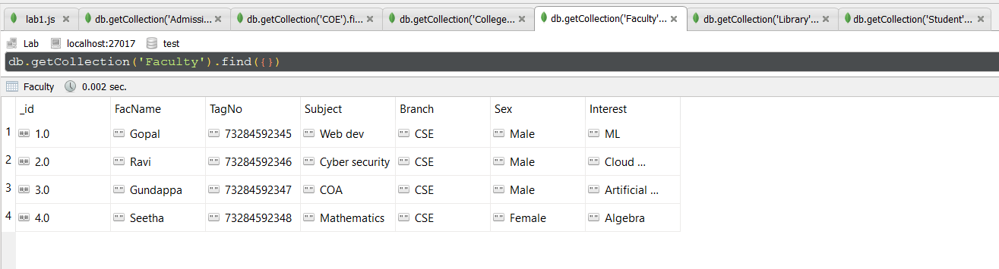 lab1.js db.getCollection('Admissi... db.getCollection('COE').fi... db.getCollection('College... db.getCollection('Faculty'... db.getCollection('Library'... db.getCollection('Student'...
Lab localhost:27017 test
db.getCollection('Faculty').find({})
Faculty 0.002 sec.
_id FacName TagNo Subject Branch Sex Interest
1 1.0 Gopal 73284592345 Web dev CSE Male ML
2 2.0 Ravi 73284592346 Cyber security CSE Male Cloud ...
3 3.0 Gundappa 73284592347 COA CSE Male Artificial ...
4 4.0 Seetha 73284592348 Mathematics CSE Female Algebra